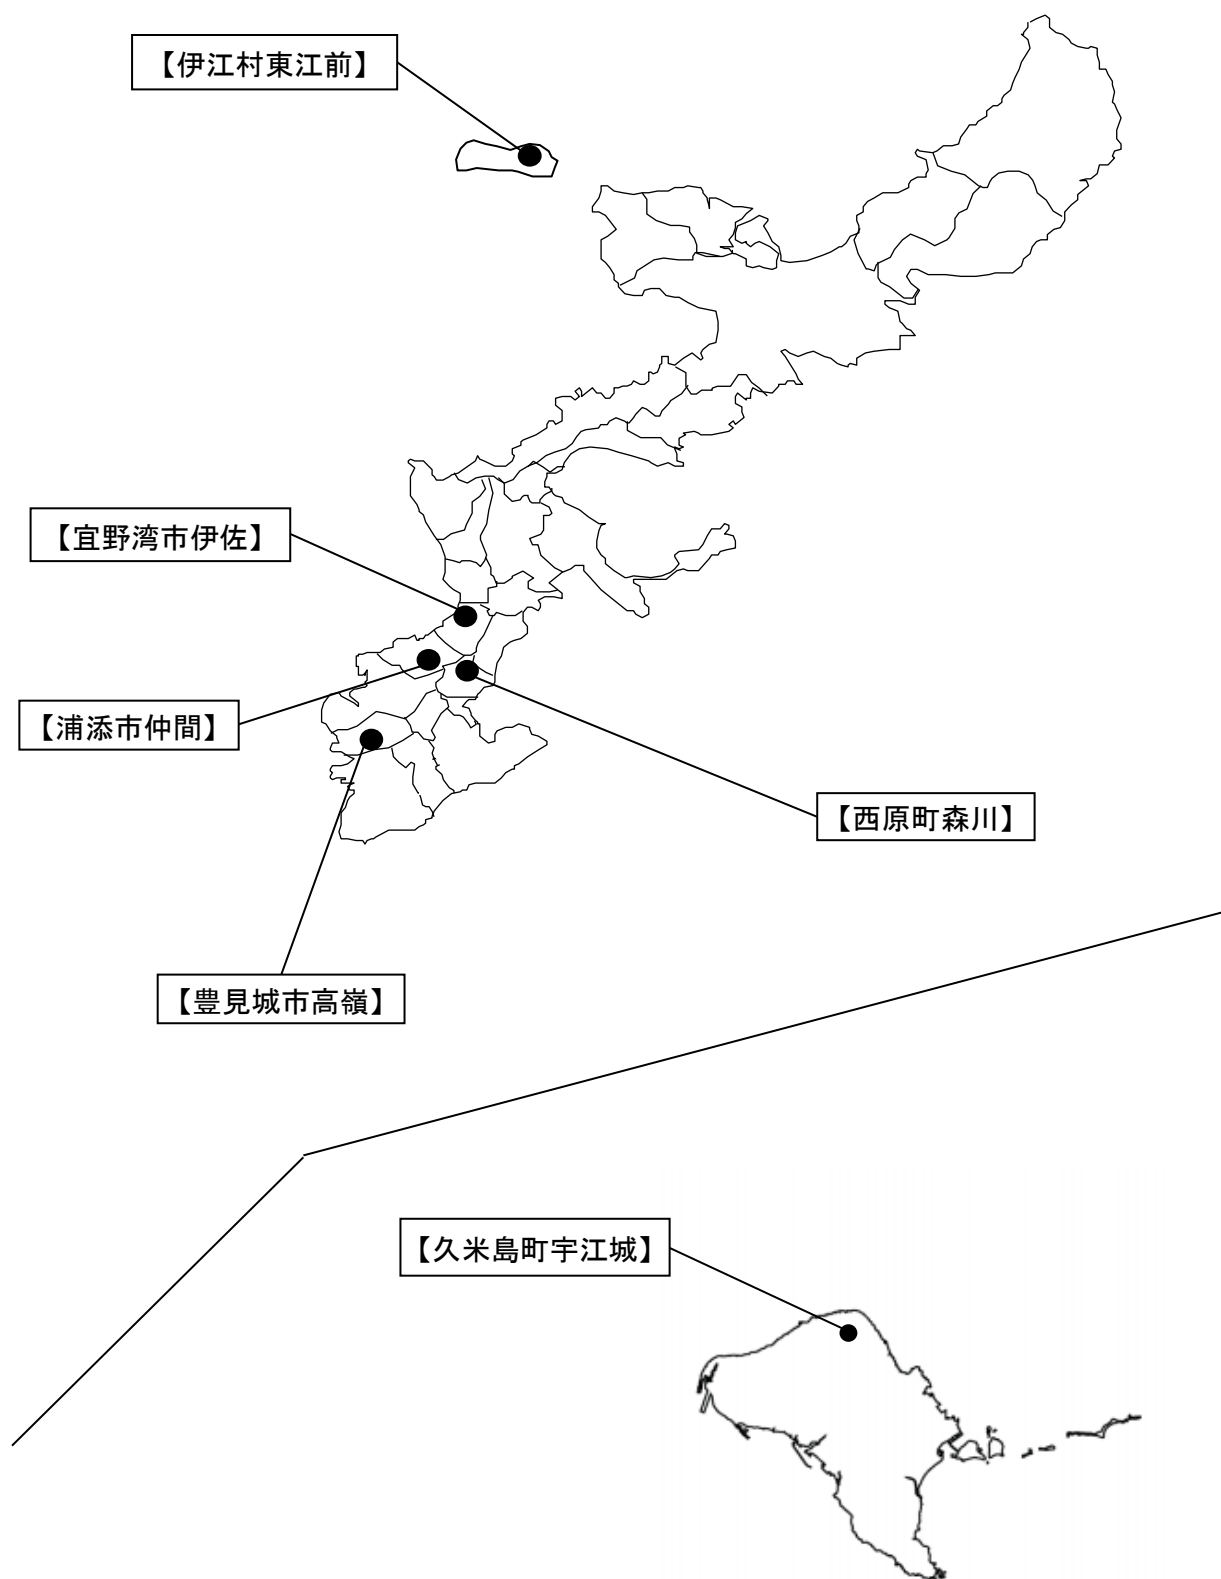 【伊江村東江前】
【宜野湾市伊佐】
【浦添市仲間】
【西原町森川】
【豊見城市高嶺】
【久米島町宇江城】